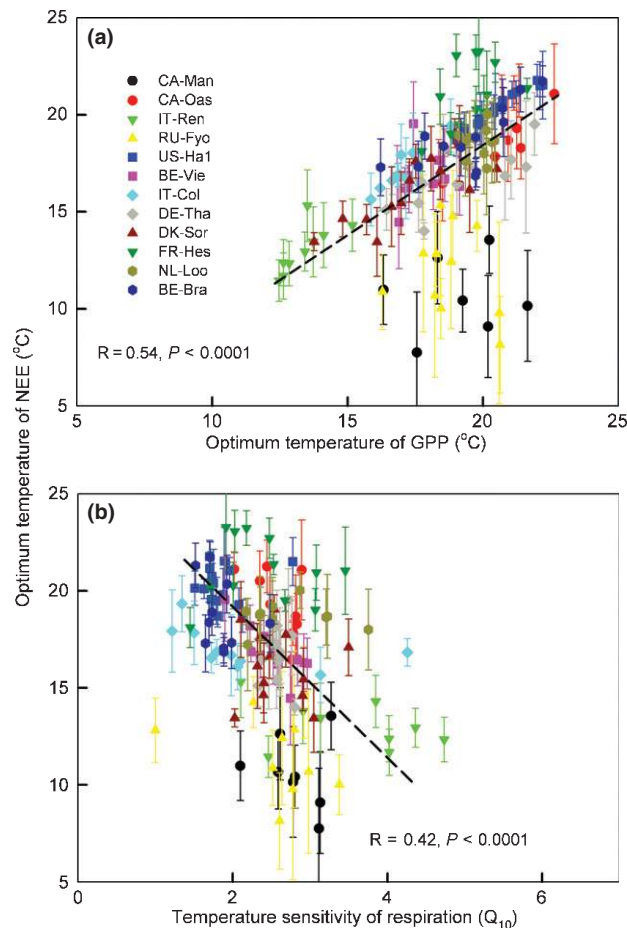 25
(a)
CA-Man
CA-Oas
IT-Ren
RU-Fyo
US-Ha1
BE-Vie
IT-Col
DE-Tha
DK-Sor
FR-Hes
NL-Loo
BE-Bra
20
15
10
5
R = 0.54, P < 0.0001
5 10 15 20 25
Optimum temperature of GPP (°C)
Optimum temperature of NEE (°C)
25
(b)
20
15
10
5
R = 0.42, P < 0.0001
0 2 4 6
Temperature sensitivity of respiration (Q10)